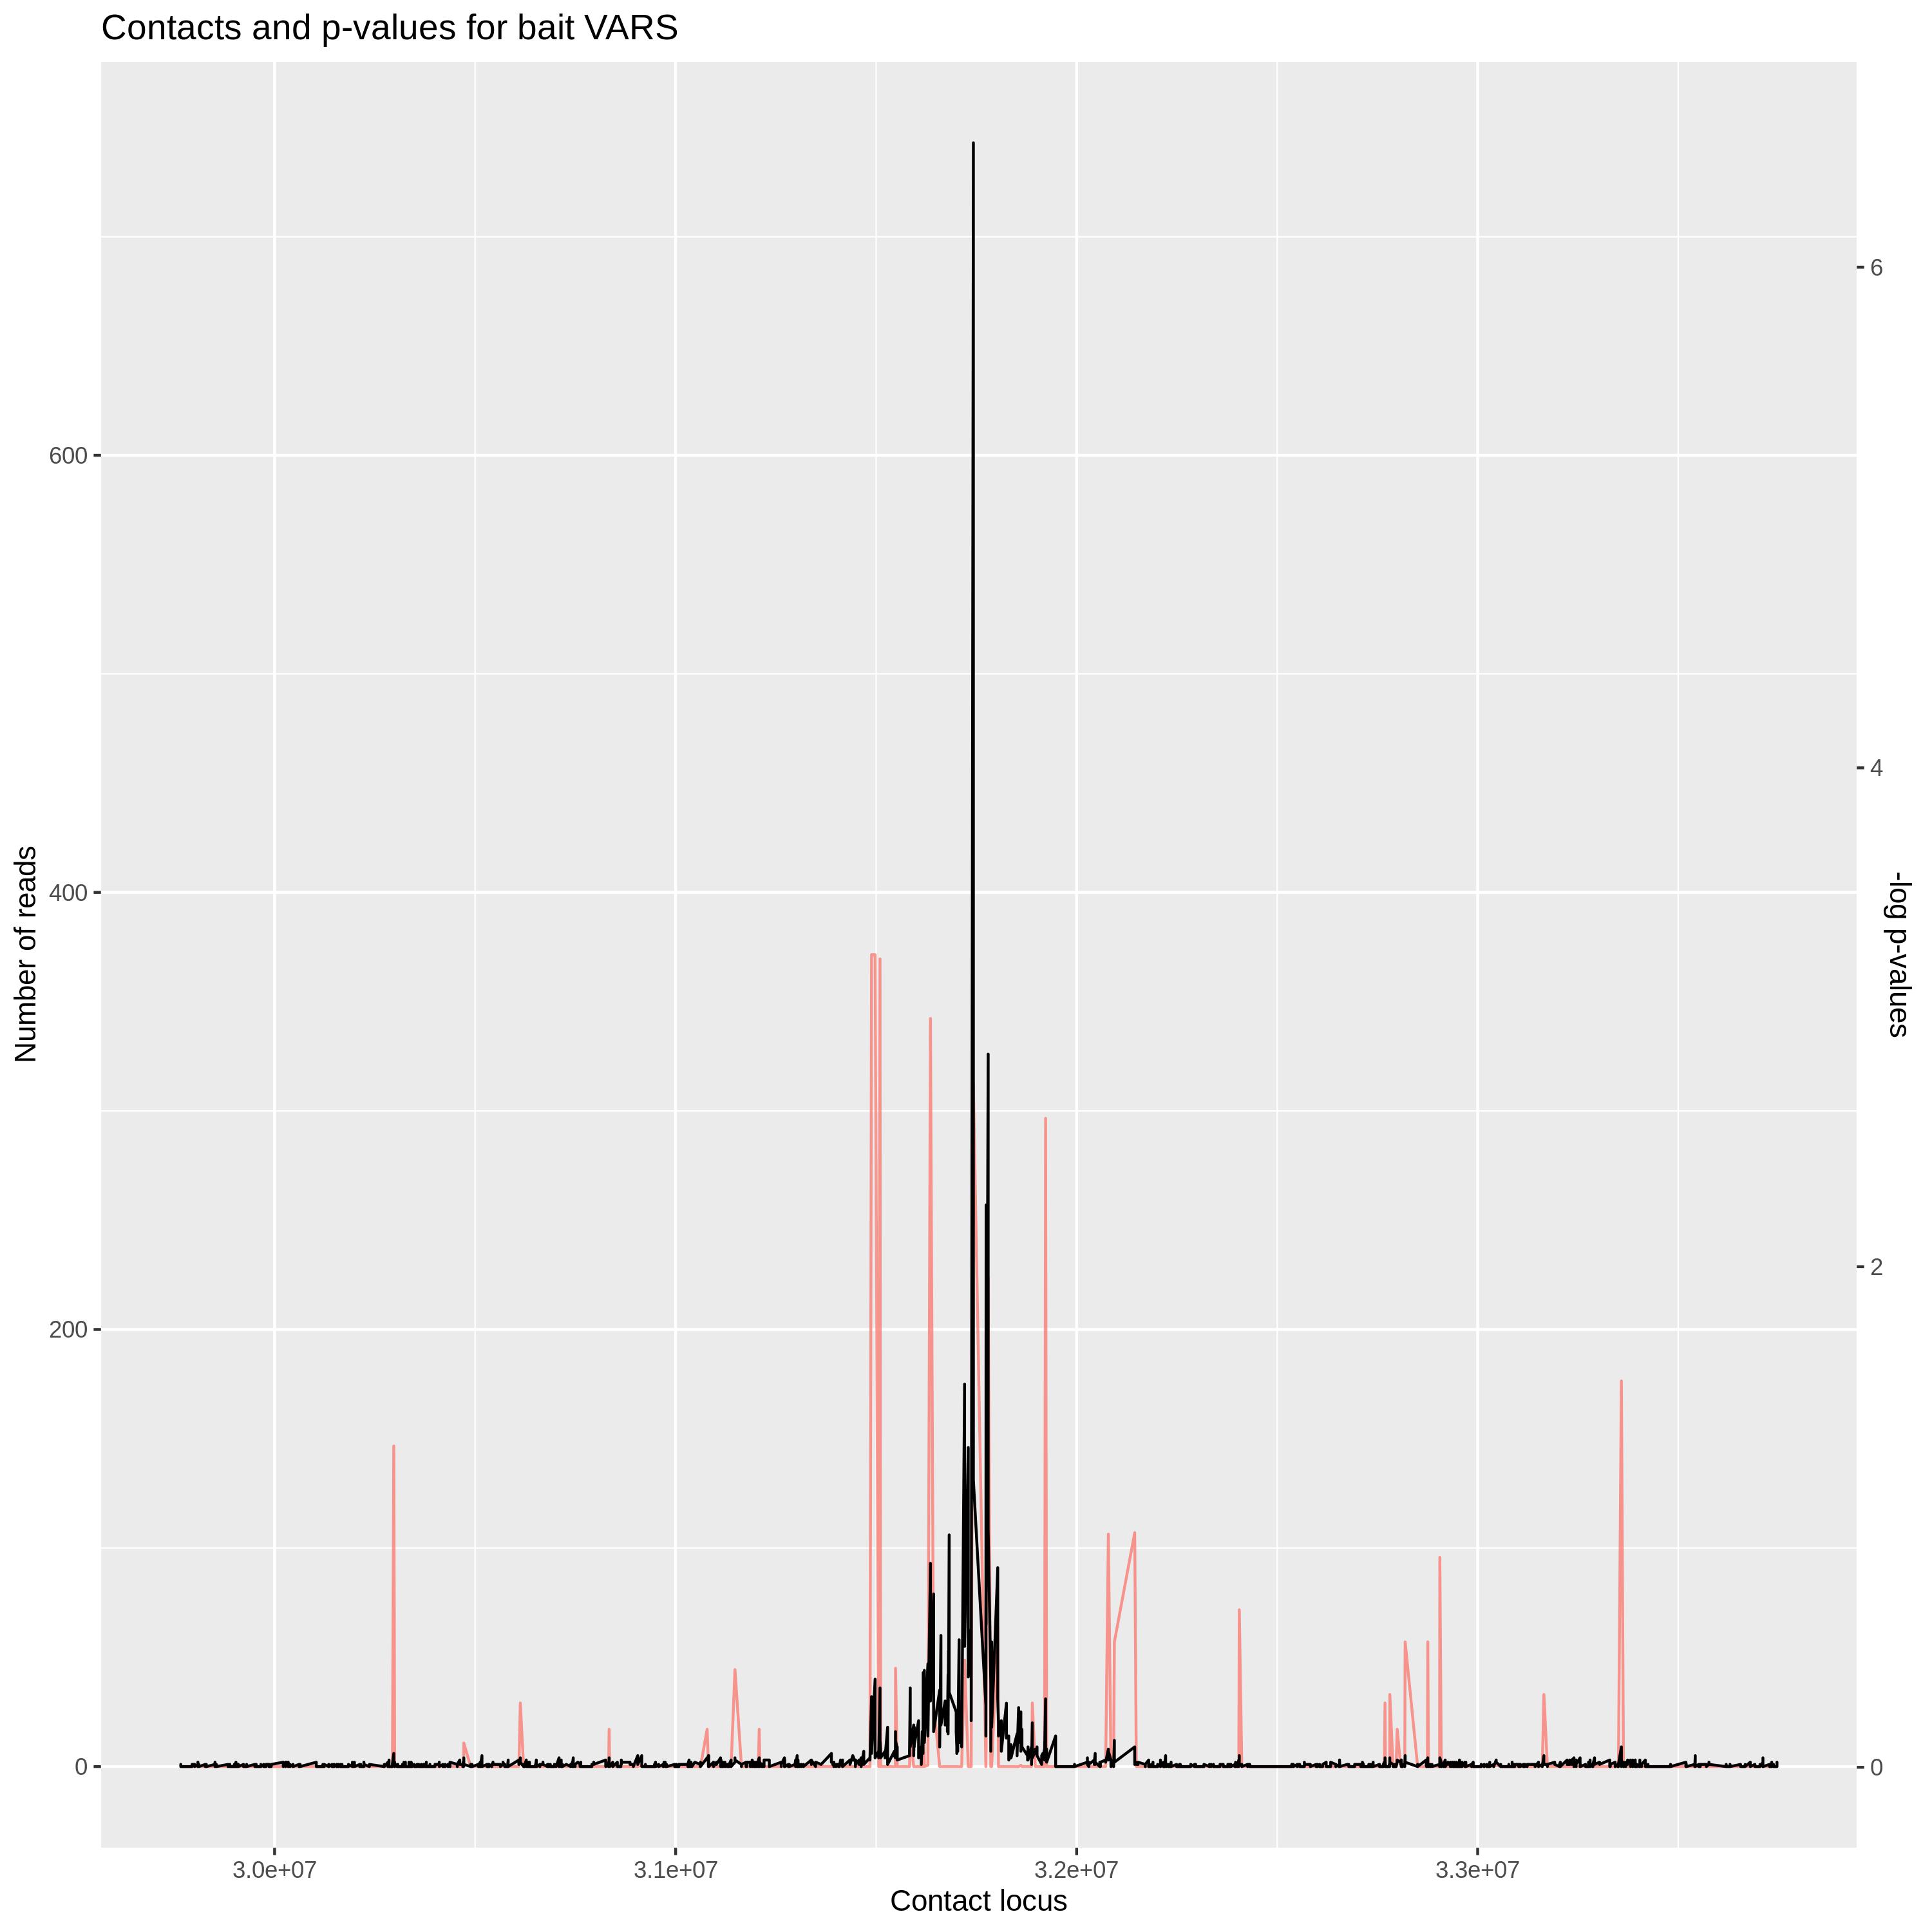 Contacts and p-values for bait VARS
Number of reads
600
400
200
0
6
4
2
0
-log p-values
3.0e+07
3.1e+07
3.2e+07
3.3e+07
Contact locus